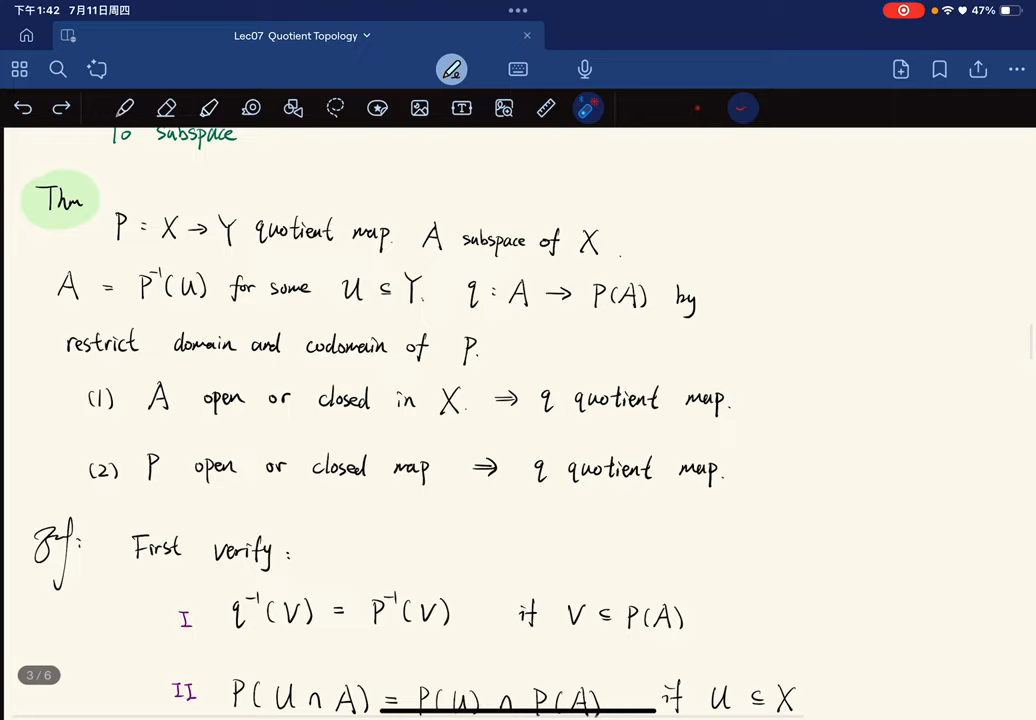 下午1:42 7月11日周四
47%
Lec07 Quotient Topology
To subspace
Thm
P : X → Y quotient map. A subspace of X.
A = P⁻¹(U) for some U ⊆ Y. q : A → P(A) by
restrict domain and codomain of P.
(1) A open or closed in X. ⇒ q quotient map.
(2) P open or closed map ⇒ q quotient map.
Prf: First verify:
I q⁻¹(V) = P⁻¹(V) if V ⊆ P(A)
3/6
II P(U ∩ A) = P(U) ∩ P(A) if U ⊆ X